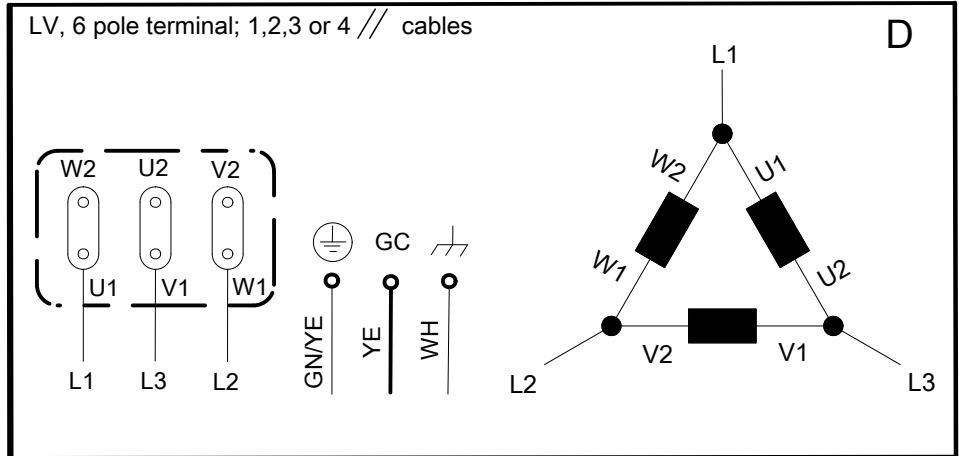 LV, 6 pole terminal; 1,2,3 or 4 // cables
D
W2 U2 V2
U1 V1 W1
L1 L3 L2
GC
GN/YE YE WH
L1
W2 U1
W1 U2
V2 V1
L2 L3